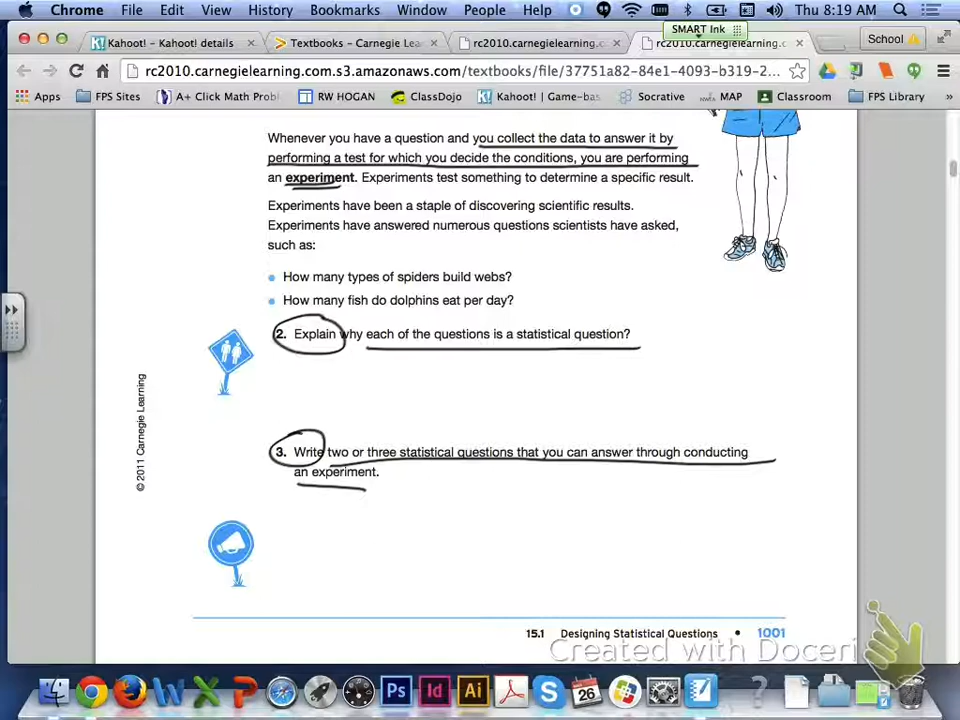 Chrome File Edit View History Bookmarks Window People Help Thu 8:19 AM
SMART Ink
Kahoot! - Kahoot! details
Textbooks - Carnegie Lea
rc2010.carnegielearning.com
rc2010.carnegielearning.com
School
rc2010.carnegielearning.com.s3.amazonaws.com/textbooks/file/37751a82-84e1-4093-b319-2...
Apps FPS Sites A+ Click Math Prob RW HOGAN ClassDojo Kahoot! | Game-bas Socrative MAP Classroom FPS Library »
Whenever you have a question and you collect the data to answer it by
performing a test for which you decide the conditions, you are performing
an experiment. Experiments test something to determine a specific result.
Experiments have been a staple of discovering scientific results.
Experiments have answered numerous questions scientists have asked,
such as:
• How many types of spiders build webs?
• How many fish do dolphins eat per day?
2. Explain why each of the questions is a statistical question?
3. Write two or three statistical questions that you can answer through conducting
an experiment.
© 2011 Carnegie Learning
15.1 Designing Statistical Questions • 1001
Created with Doceri
Ps Id Ai 26